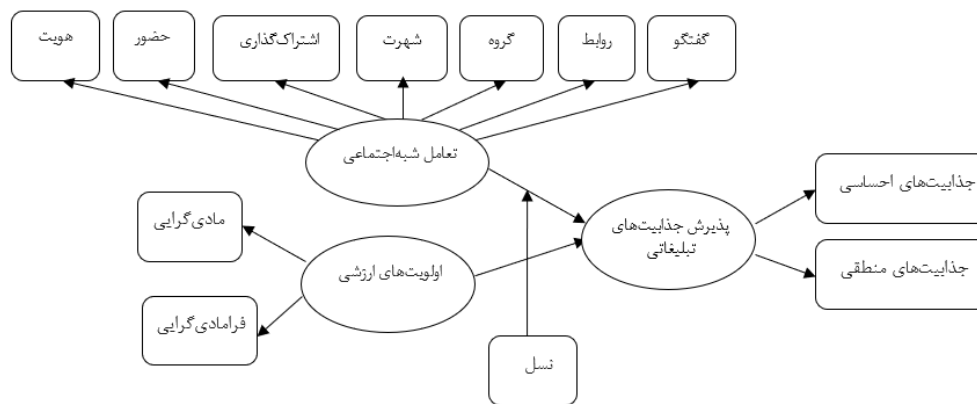 گفتگو
روابط
گروه
شهرت
اشتراک‌گذاری
حضور
هویت
تعامل شبه‌اجتماعی
جذابیت‌های احساسی
مادی‌گرایی
پذیرش جذابیت‌های
تبلیغاتی
جذابیت‌های منطقی
اولویت‌های ارزشی
فرامادی‌گرایی
نسل